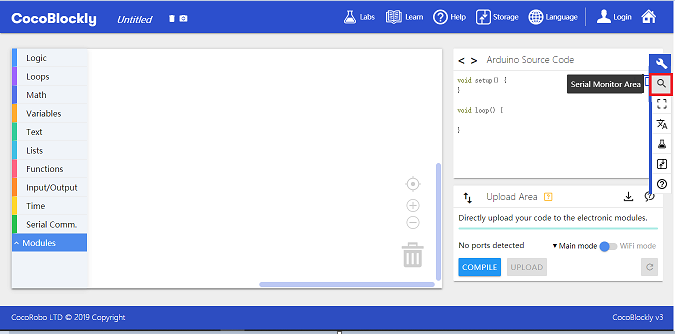 CocoBlockly Untitled Labs Learn Help Storage Language Login
Logic
Loops
Math
Variables
Text
Lists
Functions
Input/Output
Time
Serial Comm.
Modules
< > Arduino Source Code
Serial Monitor Area
void setup() {
}
void loop() {
}
Upload Area
Directly upload your code to the electronic modules.
No ports detected Main mode WiFi mode
COMPILE UPLOAD
CocoRobo LTD © 2019 Copyright CocoBlockly v3